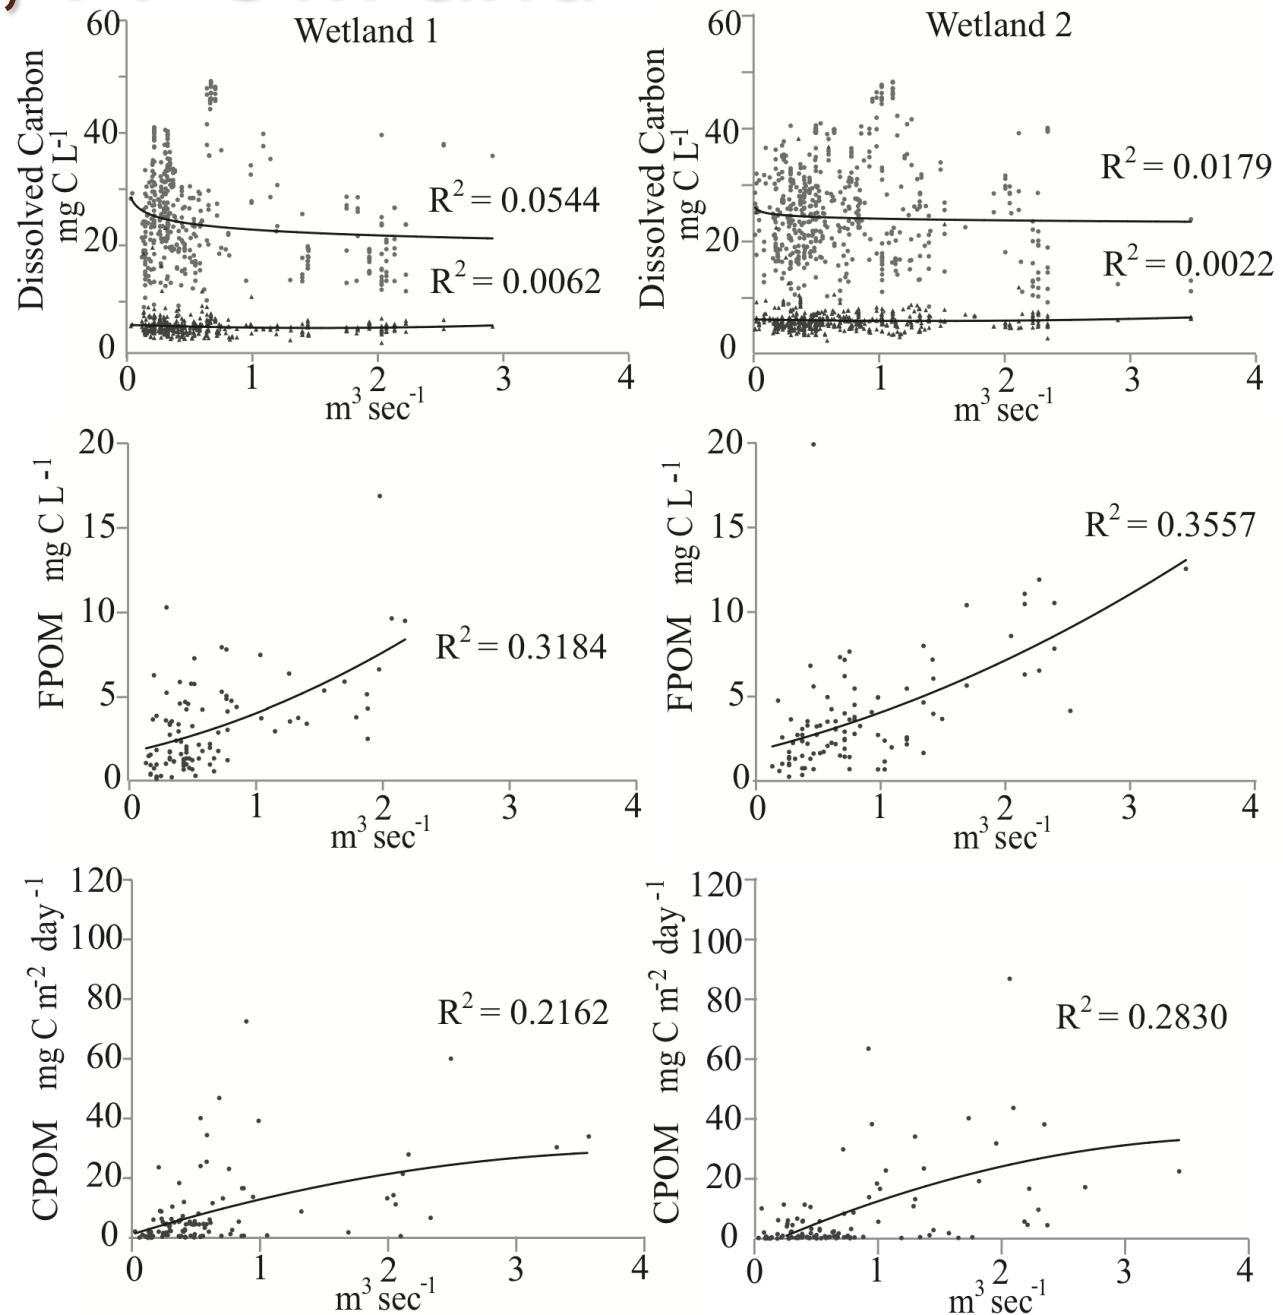 Wetland 1
Dissolved Carbon
mg C L⁻¹
60
40
20
0
R² = 0.0544
R² = 0.0062
0 1 2 3 4
m³ sec⁻¹
Wetland 2
Dissolved Carbon
mg C L⁻¹
60
40
20
0
R² = 0.0179
R² = 0.0022
0 1 2 3 4
m³ sec⁻¹
FPOM mg C L⁻¹
20
15
10
5
0
R² = 0.3184
0 1 2 3 4
m³ sec⁻¹
FPOM mg C L⁻¹
20
15
10
5
0
R² = 0.3557
0 1 2 3 4
m³ sec⁻¹
CPOM mg C m⁻² day⁻¹
120
100
80
60
40
20
0
R² = 0.2162
0 1 2 3 4
m³ sec⁻¹
CPOM mg C m⁻² day⁻¹
120
100
80
60
40
20
0
R² = 0.2830
0 1 2 3 4
m³ sec⁻¹